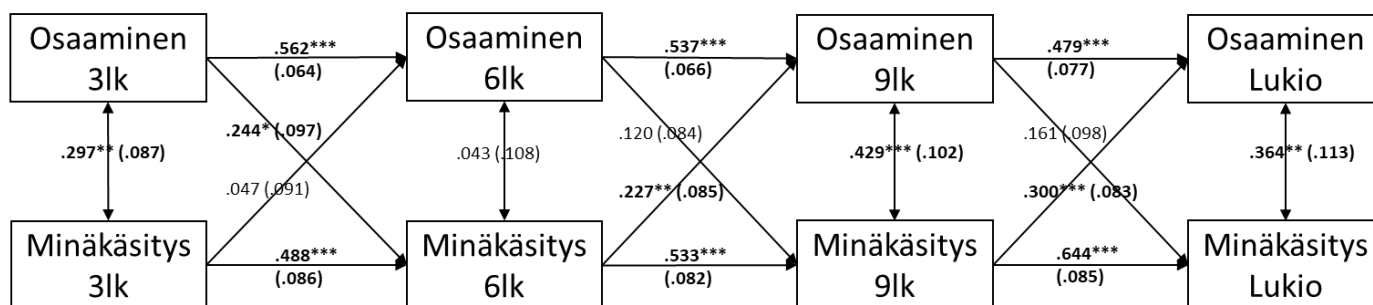 Osaaminen
3lk
.562***
(.064)
Osaaminen
6lk
.537***
(.066)
Osaaminen
9lk
.479***
(.077)
Osaaminen
Lukio
.297** (.087)
.244* (.097)
.047 (.091)
.043 (.108)
.120 (.084)
.227** (.085)
.429*** (.102)
.161 (.098)
.300*** (.083)
.364** (.113)
Minäkäsitys
3lk
.488***
(.086)
Minäkäsitys
6lk
.533***
(.082)
Minäkäsitys
9lk
.644***
(.085)
Minäkäsitys
Lukio